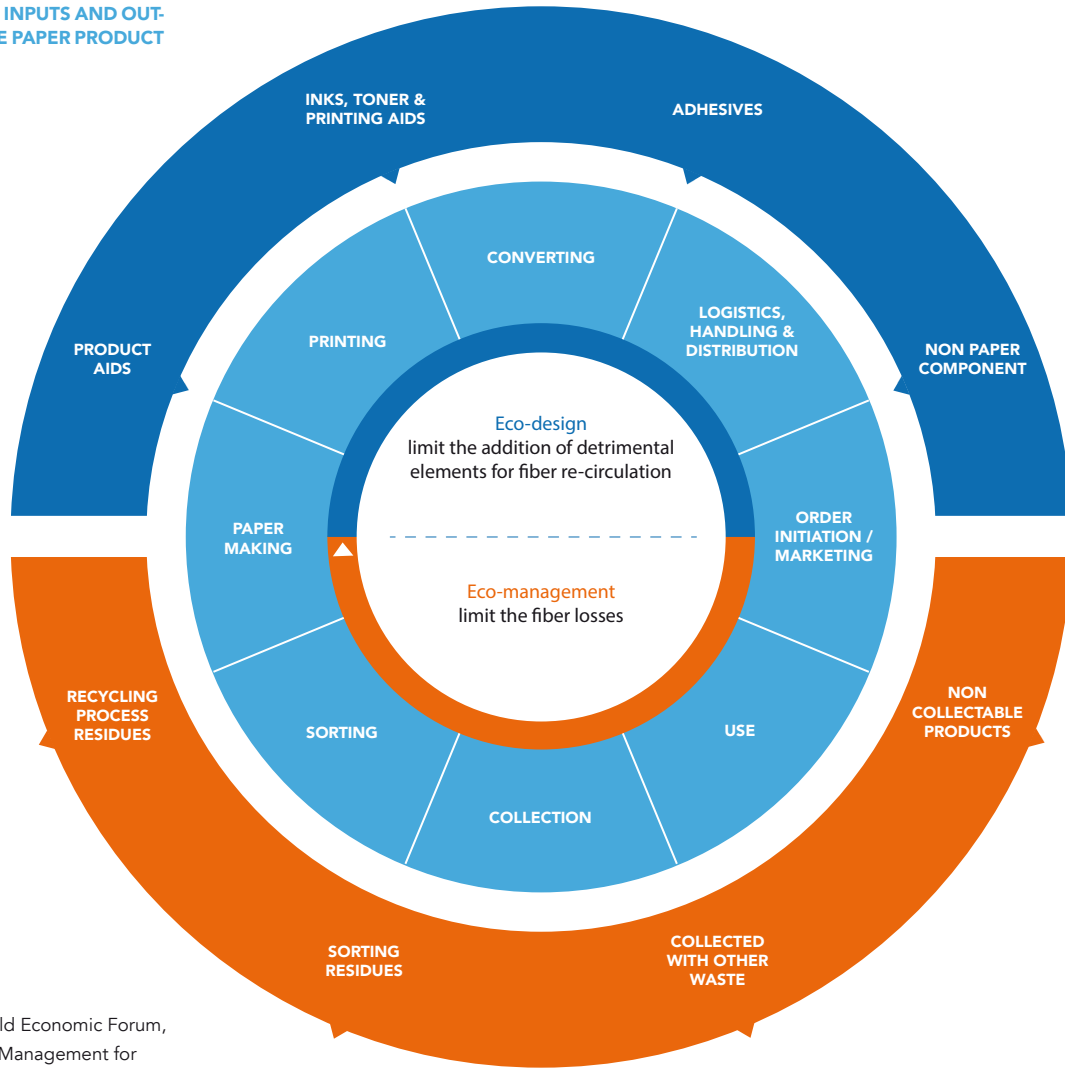 INPUTS AND OUT-
E PAPER PRODUCT
INKS, TONER &
PRINTING AIDS
ADHESIVES
CONVERTING
LOGISTICS,
HANDLING &
DISTRIBUTION
PRINTING
PRODUCT
AIDS
NON PAPER
COMPONENT
Eco-design
limit the addition of detrimental
elements for fiber re-circulation
PAPER
MAKING
ORDER
INITIATION /
MARKETING
Eco-management
limit the fiber losses
RECYCLING
PROCESS
RESIDUES
NON
COLLECTABLE
PRODUCTS
SORTING
USE
COLLECTION
SORTING
RESIDUES
COLLECTED
WITH OTHER
WASTE
ld Economic Forum,
Management for